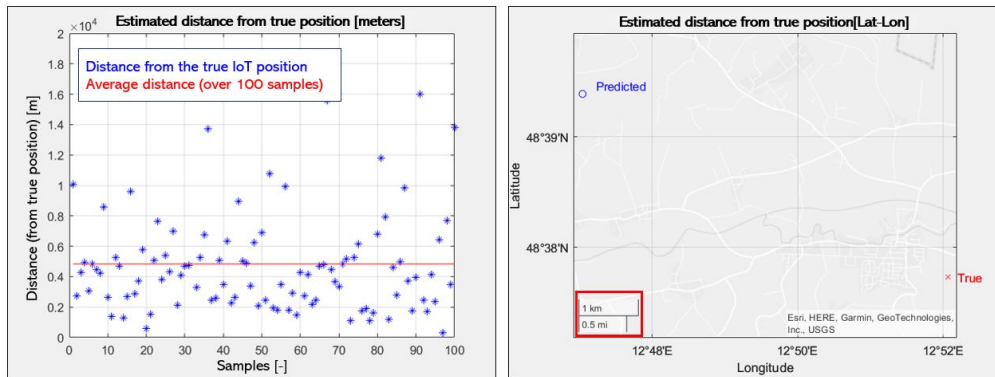 Estimated distance from true position [meters]
×10⁴
2
1.8
1.6
1.4
1.2
1
0.8
0.6
0.4
0.2
0
Distance (from true position) [m]
Distance from the true IoT position
Average distance (over 100 samples)
0 10 20 30 40 50 60 70 80 90 100
Samples [-]
Estimated distance from true position[Lat-Lon]
Predicted
48°39'N
Latitude
48°38'N
True
1 km
0.5 mi
Esri, HERE, Garmin, GeoTechnologies,
Inc., USGS
12°48'E 12°50'E 12°52'E
Longitude